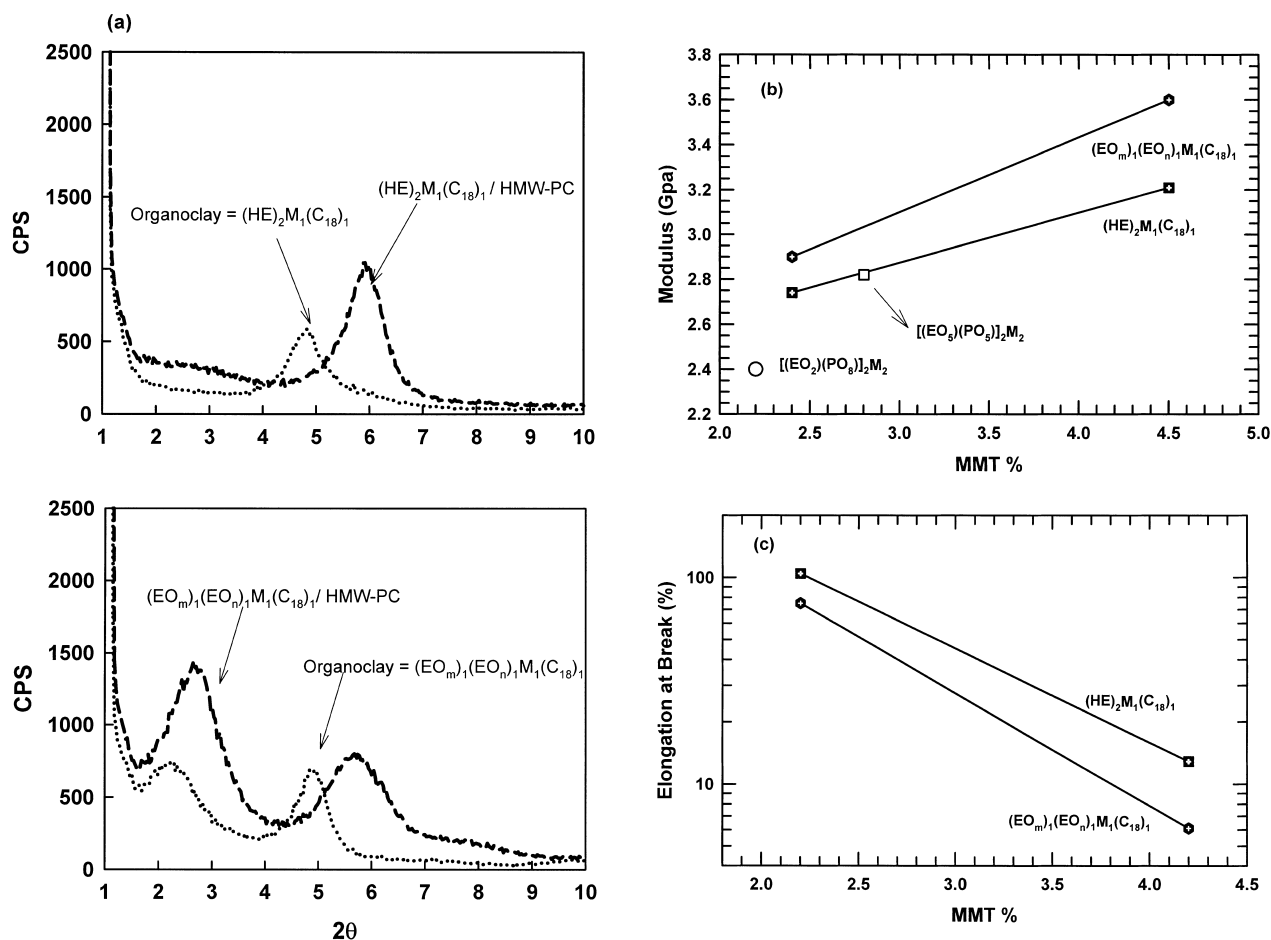 (a)
2500
2000
1500
1000
500
0
CPS
(HE)₂M₁(C₁₈)₁ / HMW-PC
Organoclay = (HE)₂M₁(C₁₈)₁
1 2 3 4 5 6 7 8 9 10
2500
2000
1500
1000
500
0
CPS
(EOₘ)₁(EOₙ)₁M₁(C₁₈)₁/ HMW-PC
Organoclay = (EOₘ)₁(EOₙ)₁M₁(C₁₈)₁
1 2 3 4 5 6 7 8 9 10
2θ
(b)
3.8
3.6
3.4
3.2
3.0
2.8
2.6
2.4
2.2
Modulus (Gpa)
(EOₘ)₁(EOₙ)₁M₁(C₁₈)₁
(HE)₂M₁(C₁₈)₁
[(EO₅)(PO₅)]₂M₂
[(EO₂)(PO₈)]₂M₂
2.0 2.5 3.0 3.5 4.0 4.5 5.0
MMT %
(c)
100
10
Elongation at Break (%)
(HE)₂M₁(C₁₈)₁
(EOₘ)₁(EOₙ)₁M₁(C₁₈)₁
2.0 2.5 3.0 3.5 4.0 4.5
MMT %